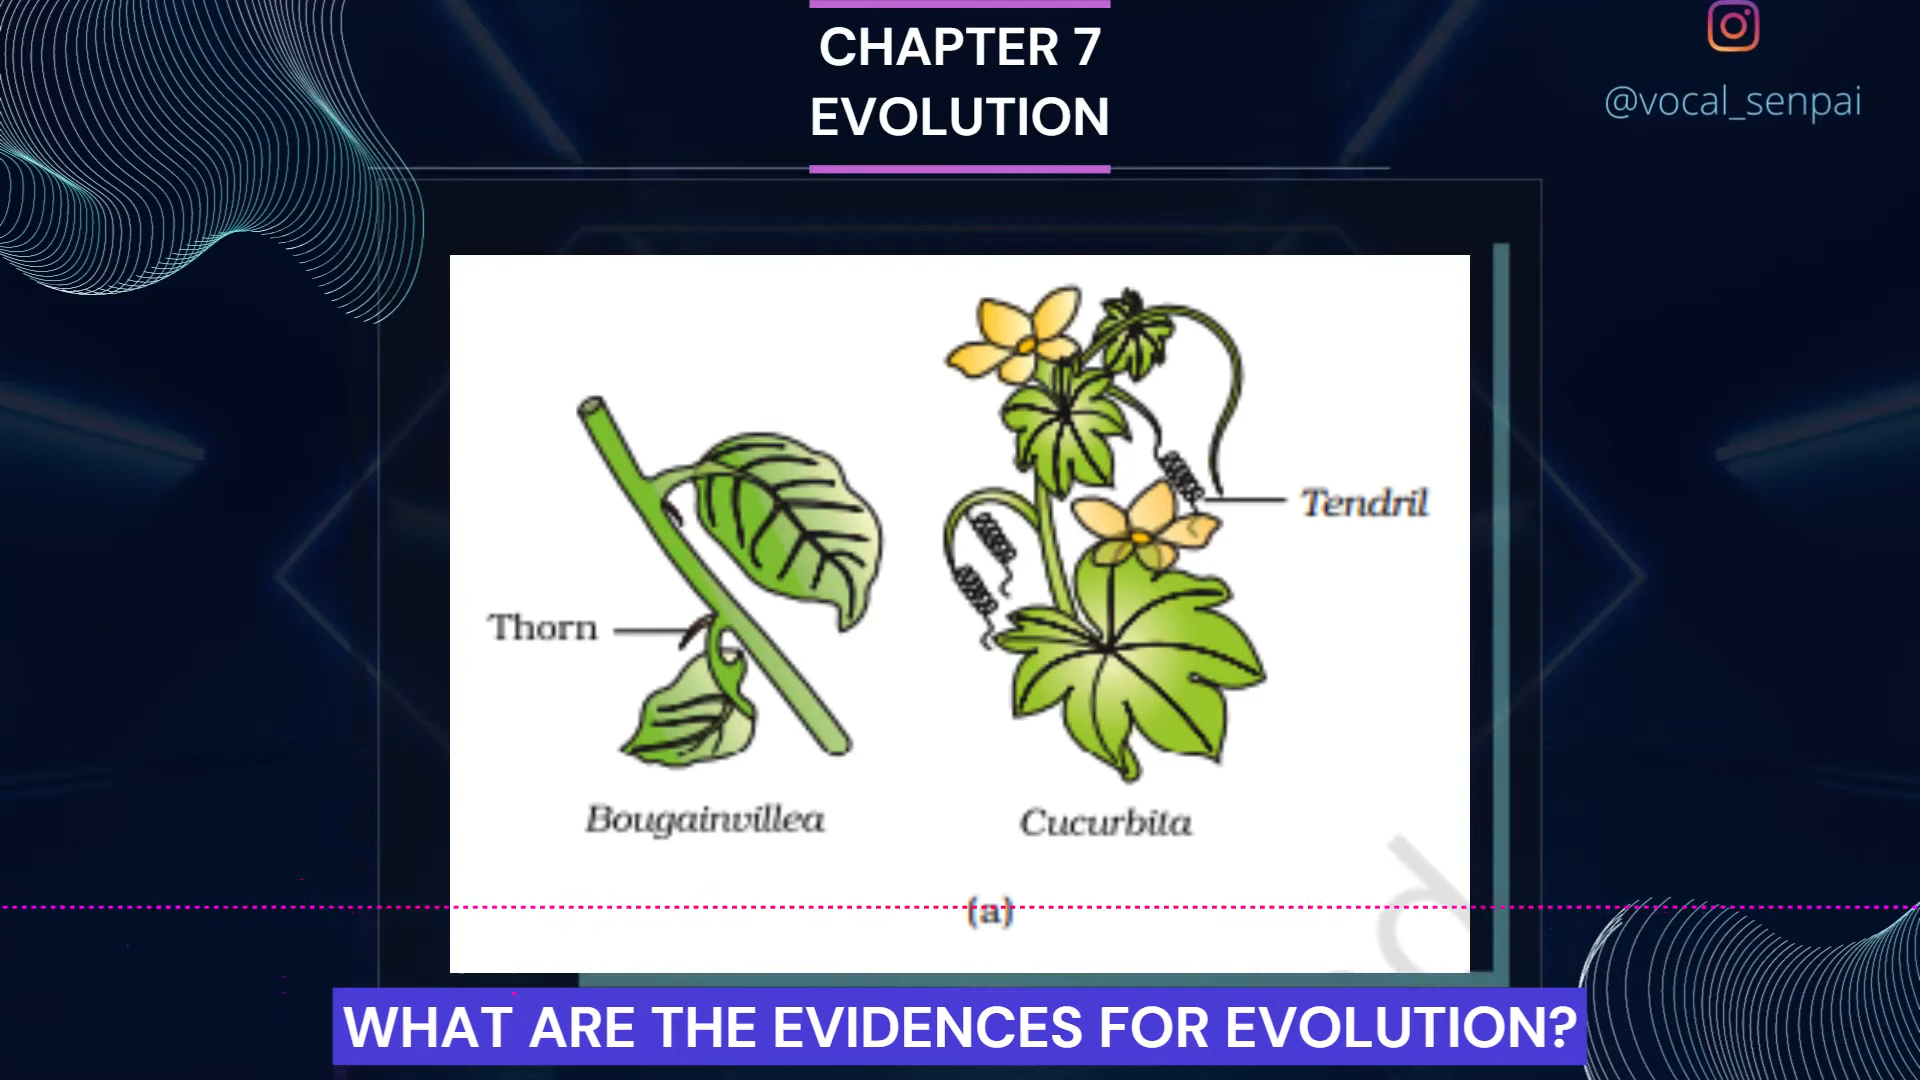 CHAPTER 7
EVOLUTION
@vocal_senpai
Tendril
Thorn
Bougainvillea
Cucurbita
(a)
d
WHAT ARE THE EVIDENCES FOR EVOLUTION?